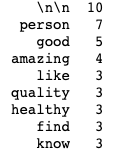 \n\n 10
person 7
good 5
amazing 4
like 3
quality 3
healthy 3
find 3
know 3